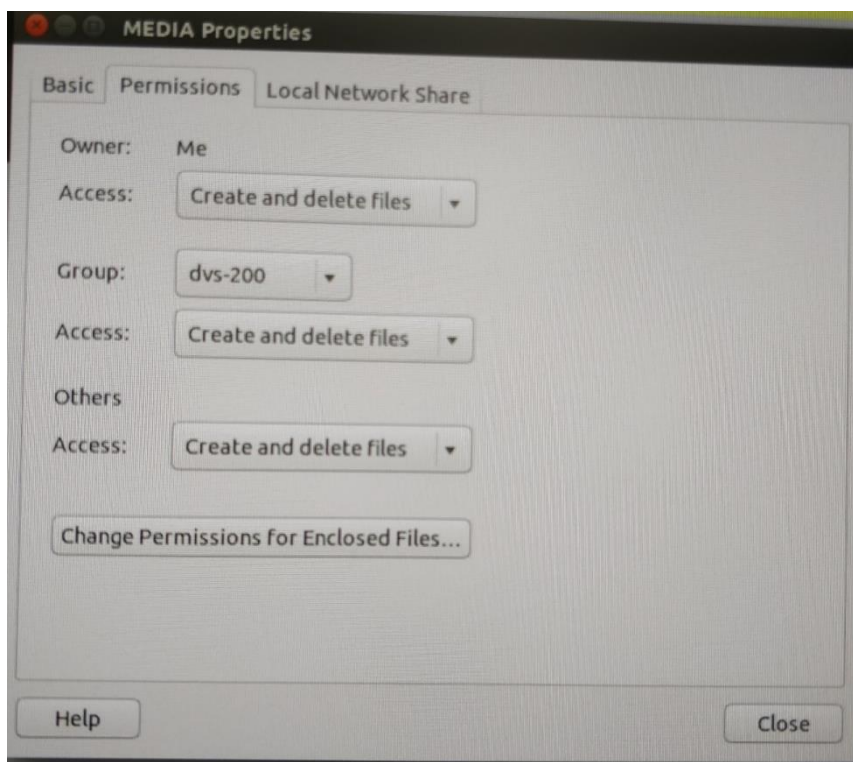 MEDIA Properties
Basic Permissions Local Network Share
Owner: Me
Access: Create and delete files
Group: dvs-200
Access: Create and delete files
Others
Access: Create and delete files
Change Permissions for Enclosed Files...
Help Close